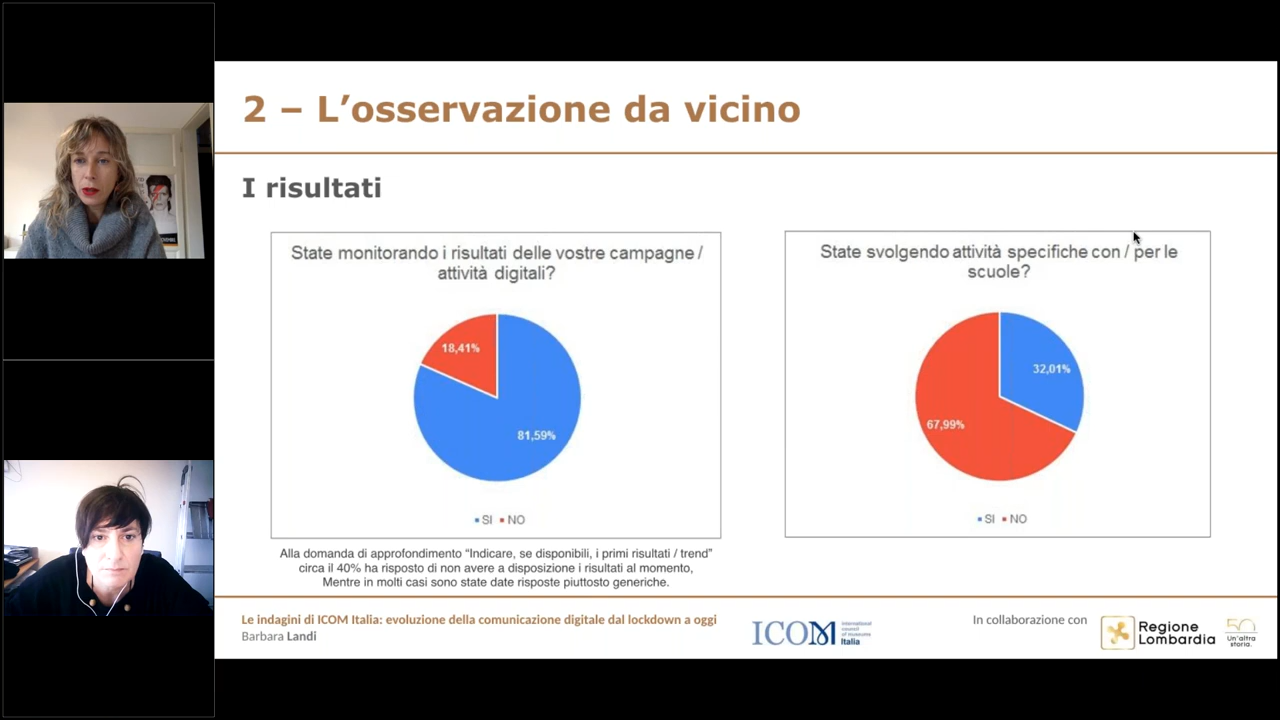 2 – L’osservazione da vicino
I risultati
State monitorando i risultati delle vostre campagne /
attività digitali?
18,41%
81,59%
SI NO
Alla domanda di approfondimento “Indicare, se disponibili, i primi risultati / trend”
circa il 40% ha risposto di non avere a disposizione i risultati al momento,
Mentre in molti casi sono state date risposte piuttosto generiche.
State svolgendo attività specifiche con / per le
scuole?
32,01%
67,99%
SI NO
Le indagini di ICOM Italia: evoluzione della comunicazione digitale dal lockdown a oggi
Barbara Landi
ICOM
international
council
of museums
Italia
In collaborazione con
Regione
Lombardia
50
Un'altra
storia.